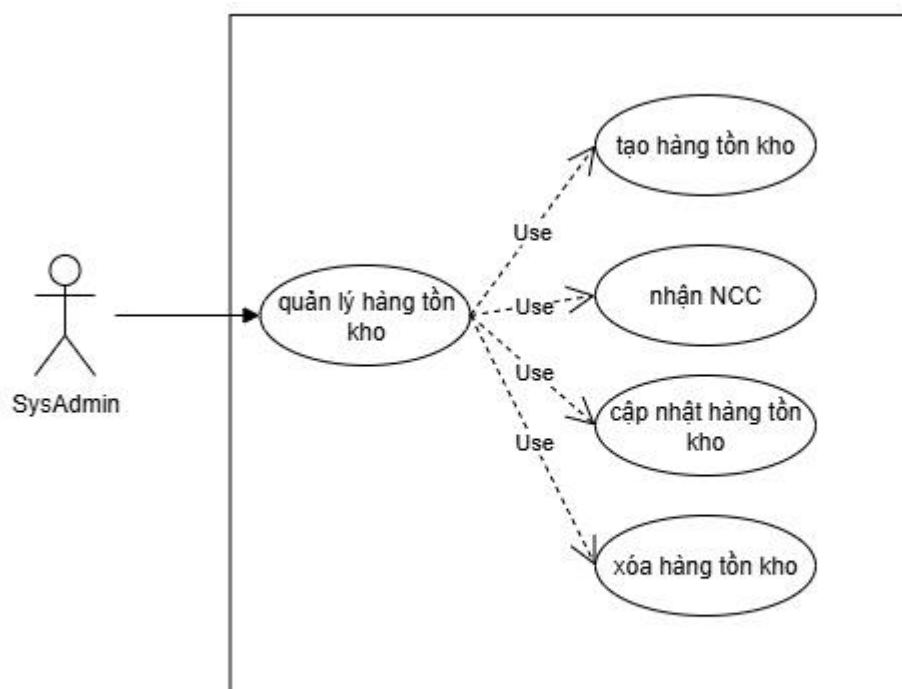 tạo hàng tồn kho
Use
quản lý hàng tồn
kho
Use
nhận NCC
SysAdmin
Use
cập nhật hàng tồn
kho
Use
xóa hàng tồn kho